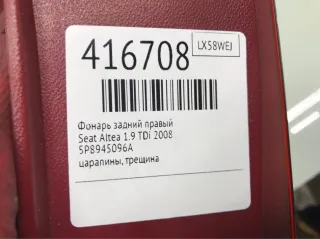 416708
LX58WEJ
Фонарь задний правый
Seat Altea 1.9 TDi 2008
5P8945096A
царапины, трещина